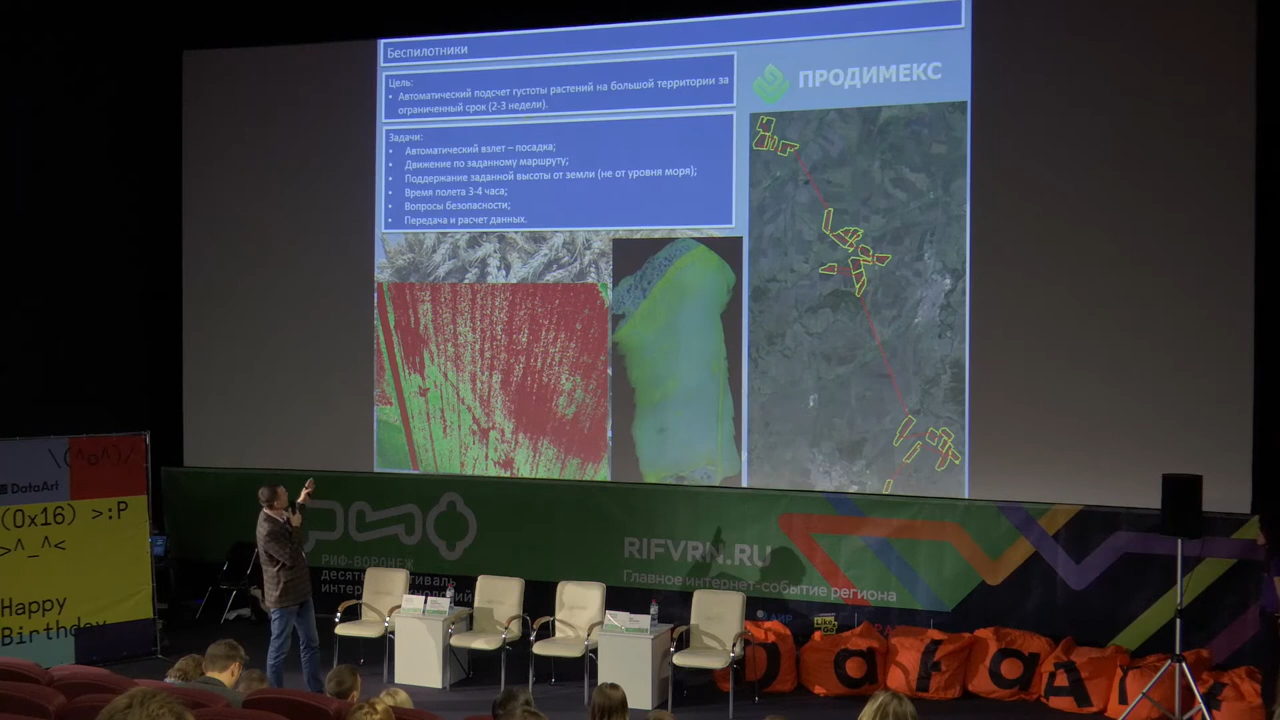 Беспилотники
Цель:
• Автоматический подсчет густоты растений на большой территории за
ограниченный срок (2-3 недели).
ПРОДИМЕКС
Задачи:
• Автоматический взлет – посадка;
• Движение по заданному маршруту;
• Поддержание заданной высоты от земли (не от уровня моря);
• Время полета 3-4 часа;
• Вопросы безопасности;
• Передача и расчет данных.
\(^o^)/
DataArt
(0x16) >:P
>^_^<
Happy
Birthday
РИФ-ВОРОНЕЖ
RIFVRN.RU
Главное интернет-событие региона
DataArt